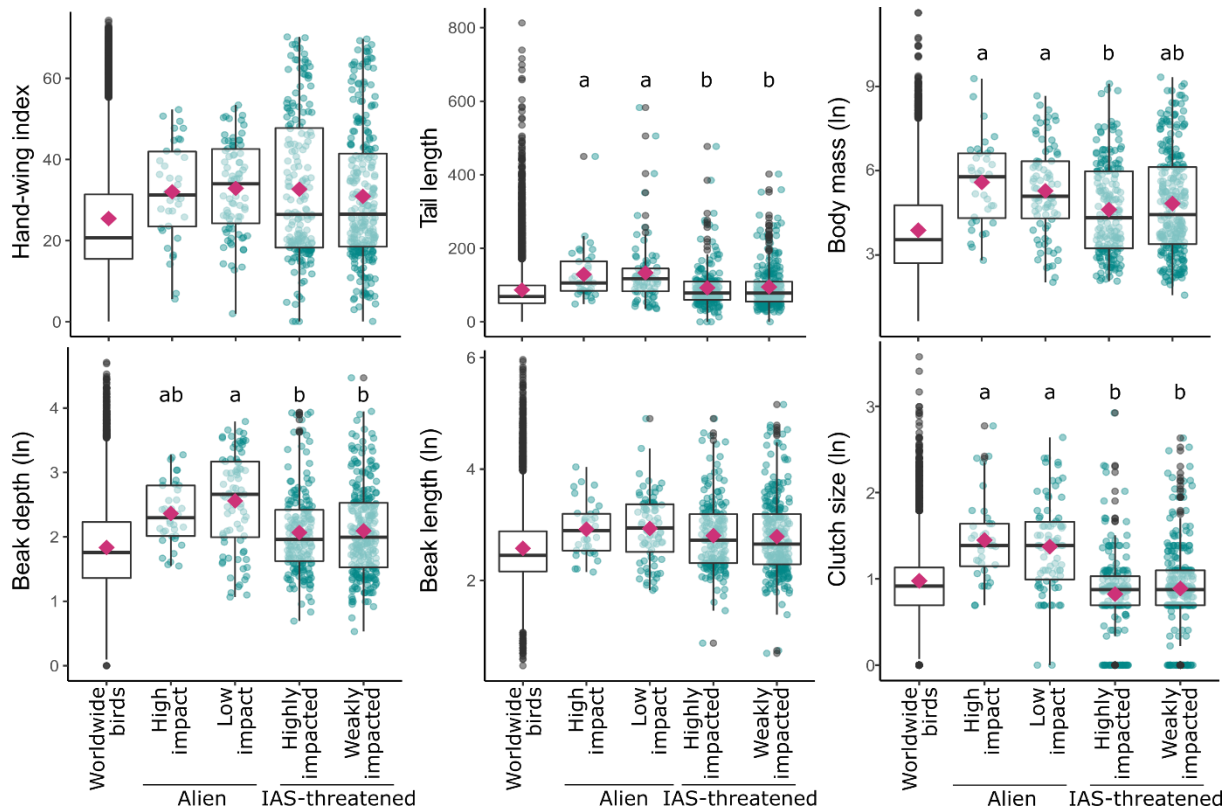 Hand-wing index
60
40
20
0
Tail length
800
600
400
200
0
a
a
b
b
Body mass (ln)
9
6
3
a
a
b
ab
Beak depth (ln)
4
3
2
1
0
ab
a
b
b
Beak length (ln)
6
4
2
Clutch size (ln)
3
2
1
0
a
a
b
b
Worldwide
birds
High
impact
Low
impact
Highly
impacted
Weakly
impacted
Alien
IAS-threatened
Worldwide
birds
High
impact
Low
impact
Highly
impacted
Weakly
impacted
Alien
IAS-threatened
Worldwide
birds
High
impact
Low
impact
Highly
impacted
Weakly
impacted
Alien
IAS-threatened